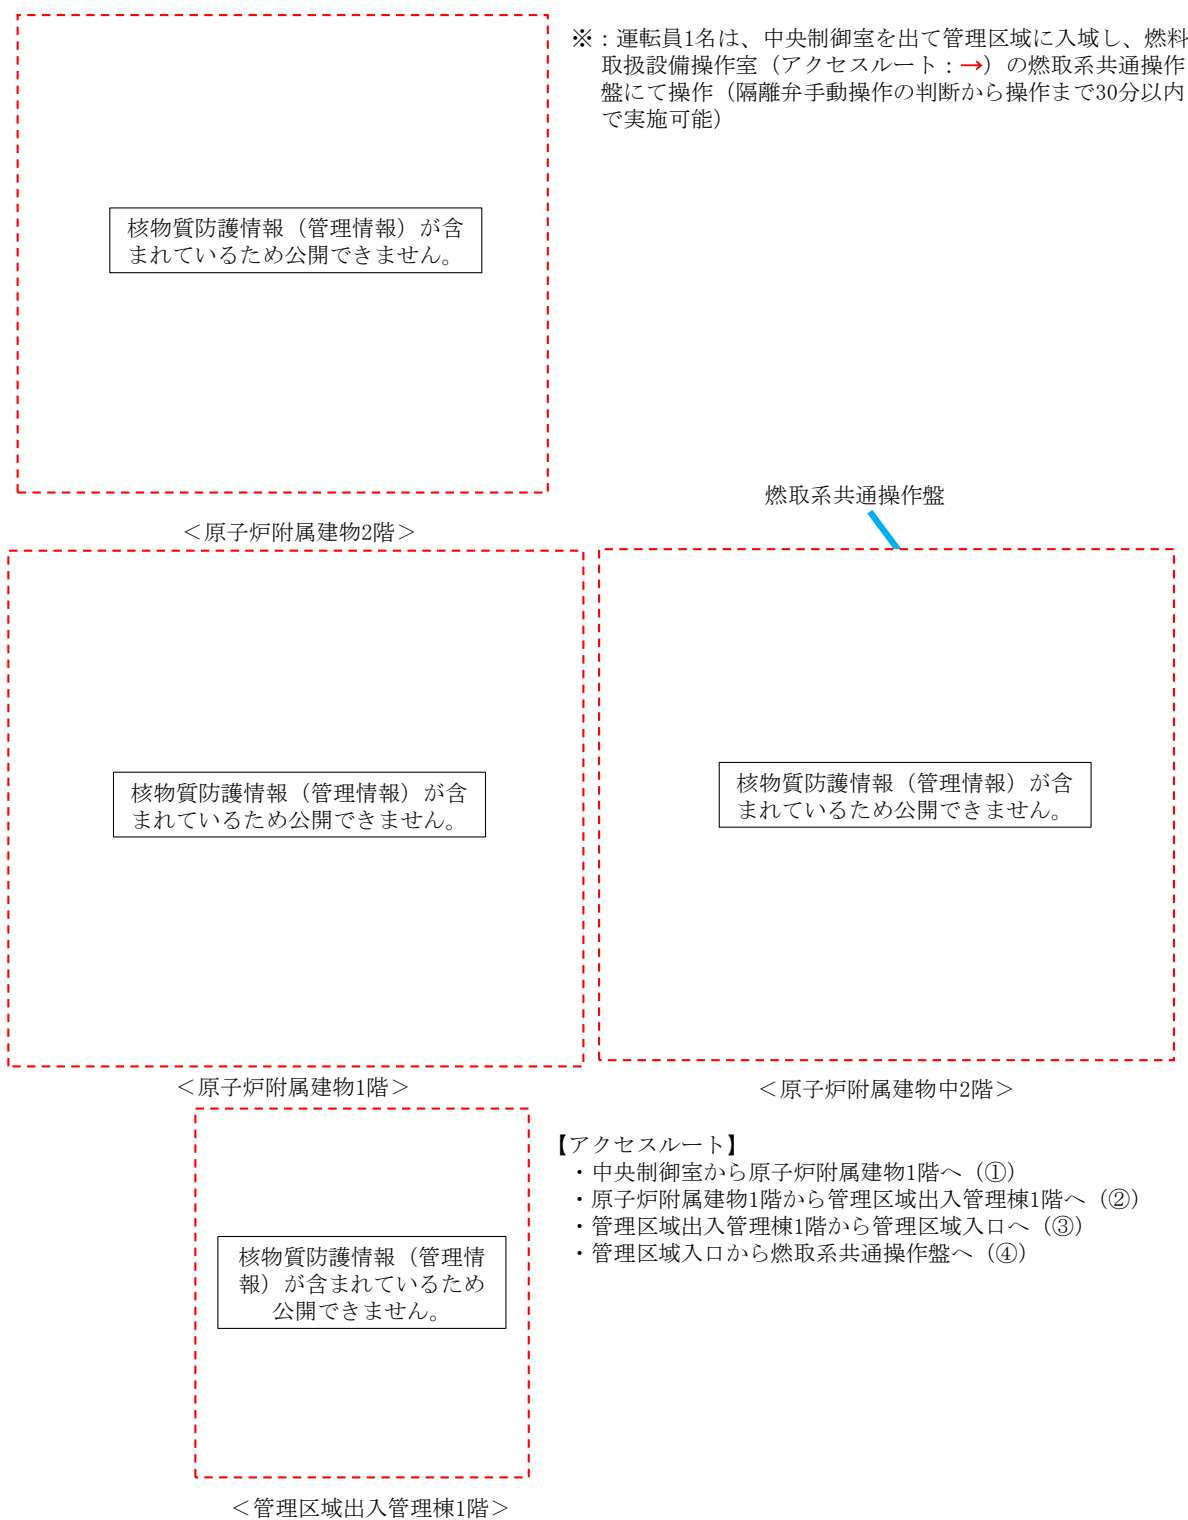 ※：運転員1名は、中央制御室を出て管理区域に入域し、燃料
取扱設備操作室（アクセスルート：→）の燃取系共通操作
盤にて操作（隔離弁手動操作の判断から操作まで30分以内
で実施可能）
核物質防護情報（管理情報）が含
まれているため公開できません。
＜原子炉附属建物2階＞
燃取系共通操作盤
核物質防護情報（管理情報）が含
まれているため公開できません。
＜原子炉附属建物1階＞
核物質防護情報（管理情報）が含
まれているため公開できません。
＜原子炉附属建物中2階＞
核物質防護情報（管理情
報）が含まれているため
公開できません。
＜管理区域出入管理棟1階＞
【アクセスルート】
・中央制御室から原子炉附属建物1階へ（①）
・原子炉附属建物1階から管理区域出入管理棟1階へ（②）
・管理区域出入管理棟1階から管理区域入口へ（③）
・管理区域入口から燃取系共通操作盤へ（④）